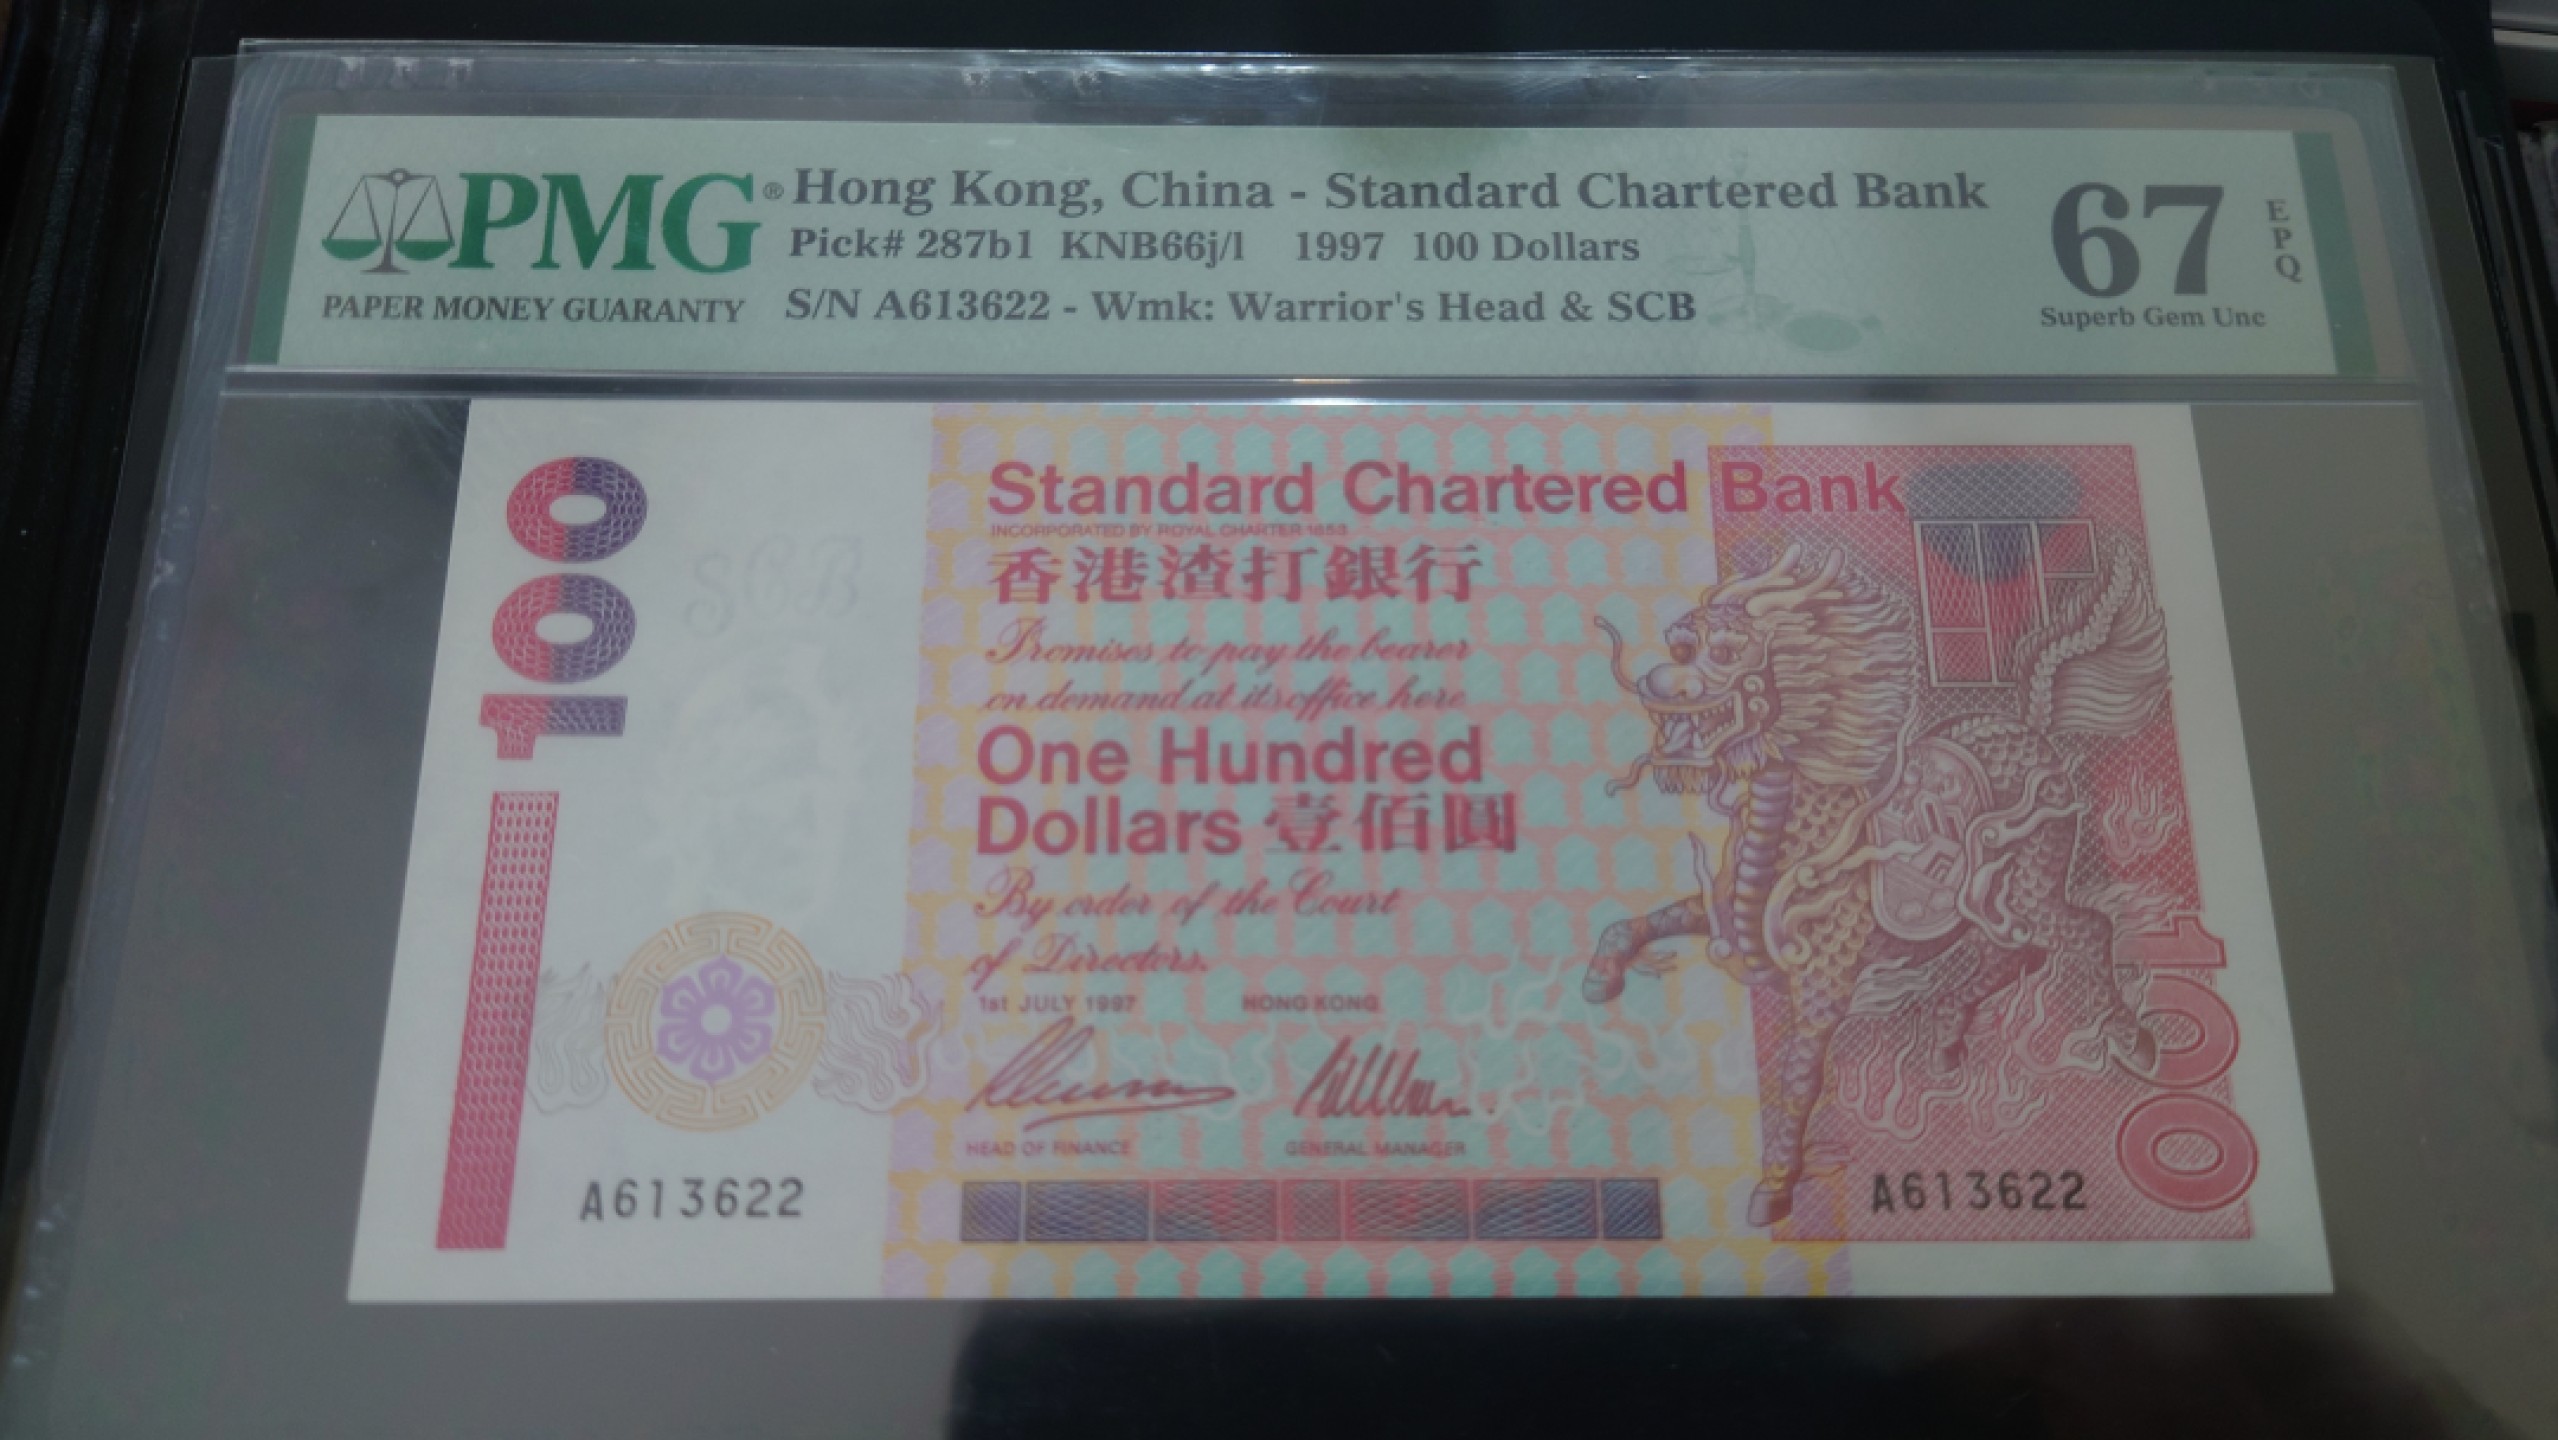 PMG®
PAPER MONEY GUARANTY
Hong Kong, China - Standard Chartered Bank
Pick# 287b1 KNB66j/l 1997 100 Dollars
S/N A613622 - Wmk: Warrior's Head & SCB
67
EPQ
Superb Gem Unc
100
SCB
Standard Chartered Bank
INCORPORATED BY ROYAL CHARTER 1853
香港渣打銀行
Promises to pay the bearer
on demand at its office here
One Hundred
Dollars 壹佰圓
By order of the Court
of Directors.
1st JULY 1997 HONG KONG
HEAD OF FINANCE GENERAL MANAGER
A613622
A613622
100